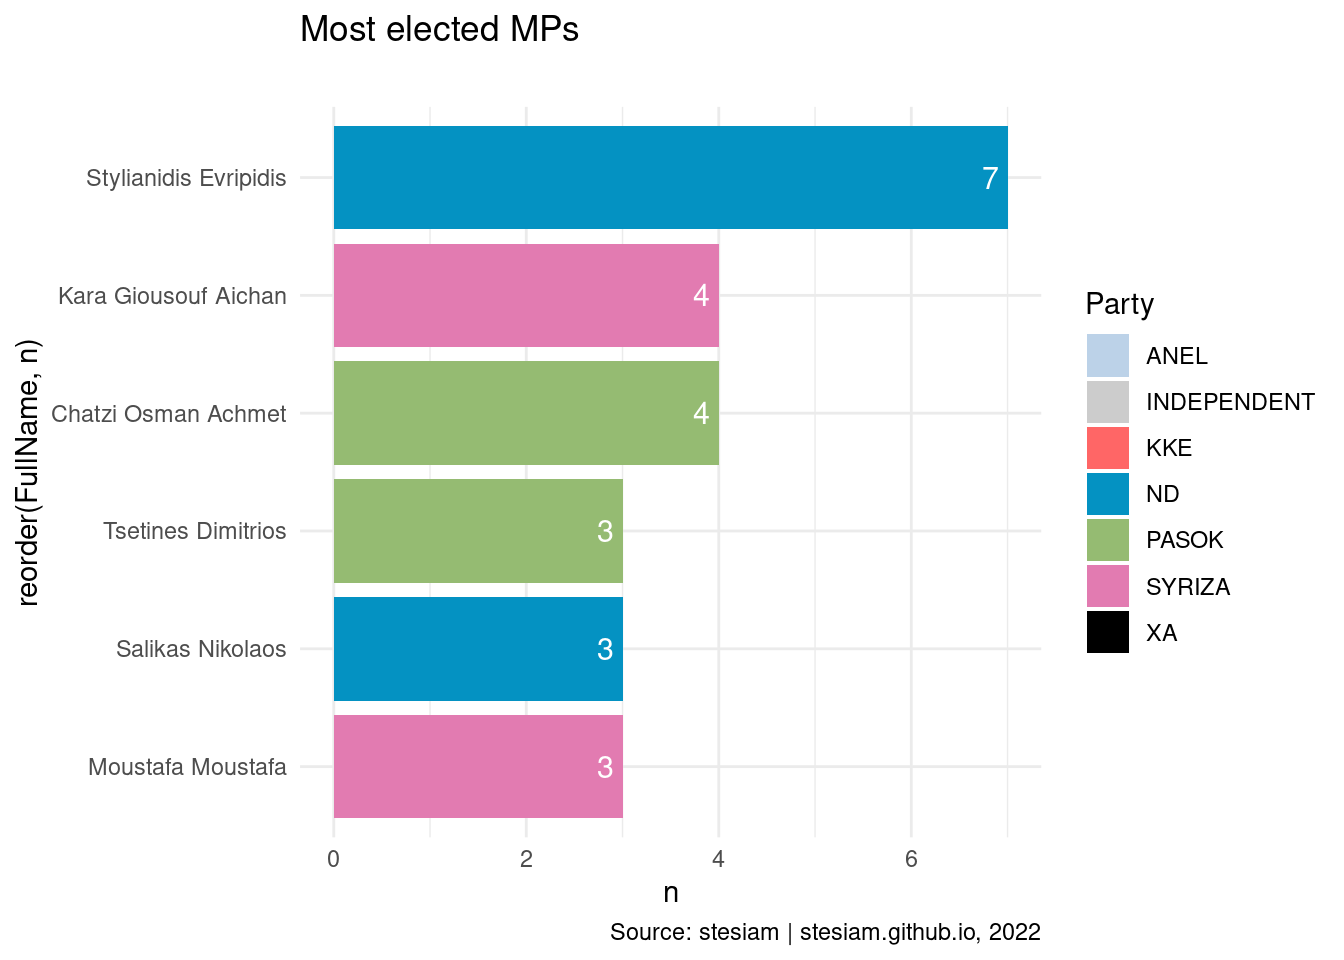 Most elected MPs
reorder(FullName, n)
Stylianidis Evripidis
7
Kara Giousouf Aichan
4
Chatzi Osman Achmet
4
Tsetines Dimitrios
3
Salikas Nikolaos
3
Moustafa Moustafa
3
0 2 4 6
n
Party
ANEL
INDEPENDENT
KKE
ND
PASOK
SYRIZA
XA
Source: stesiam | stesiam.github.io, 2022